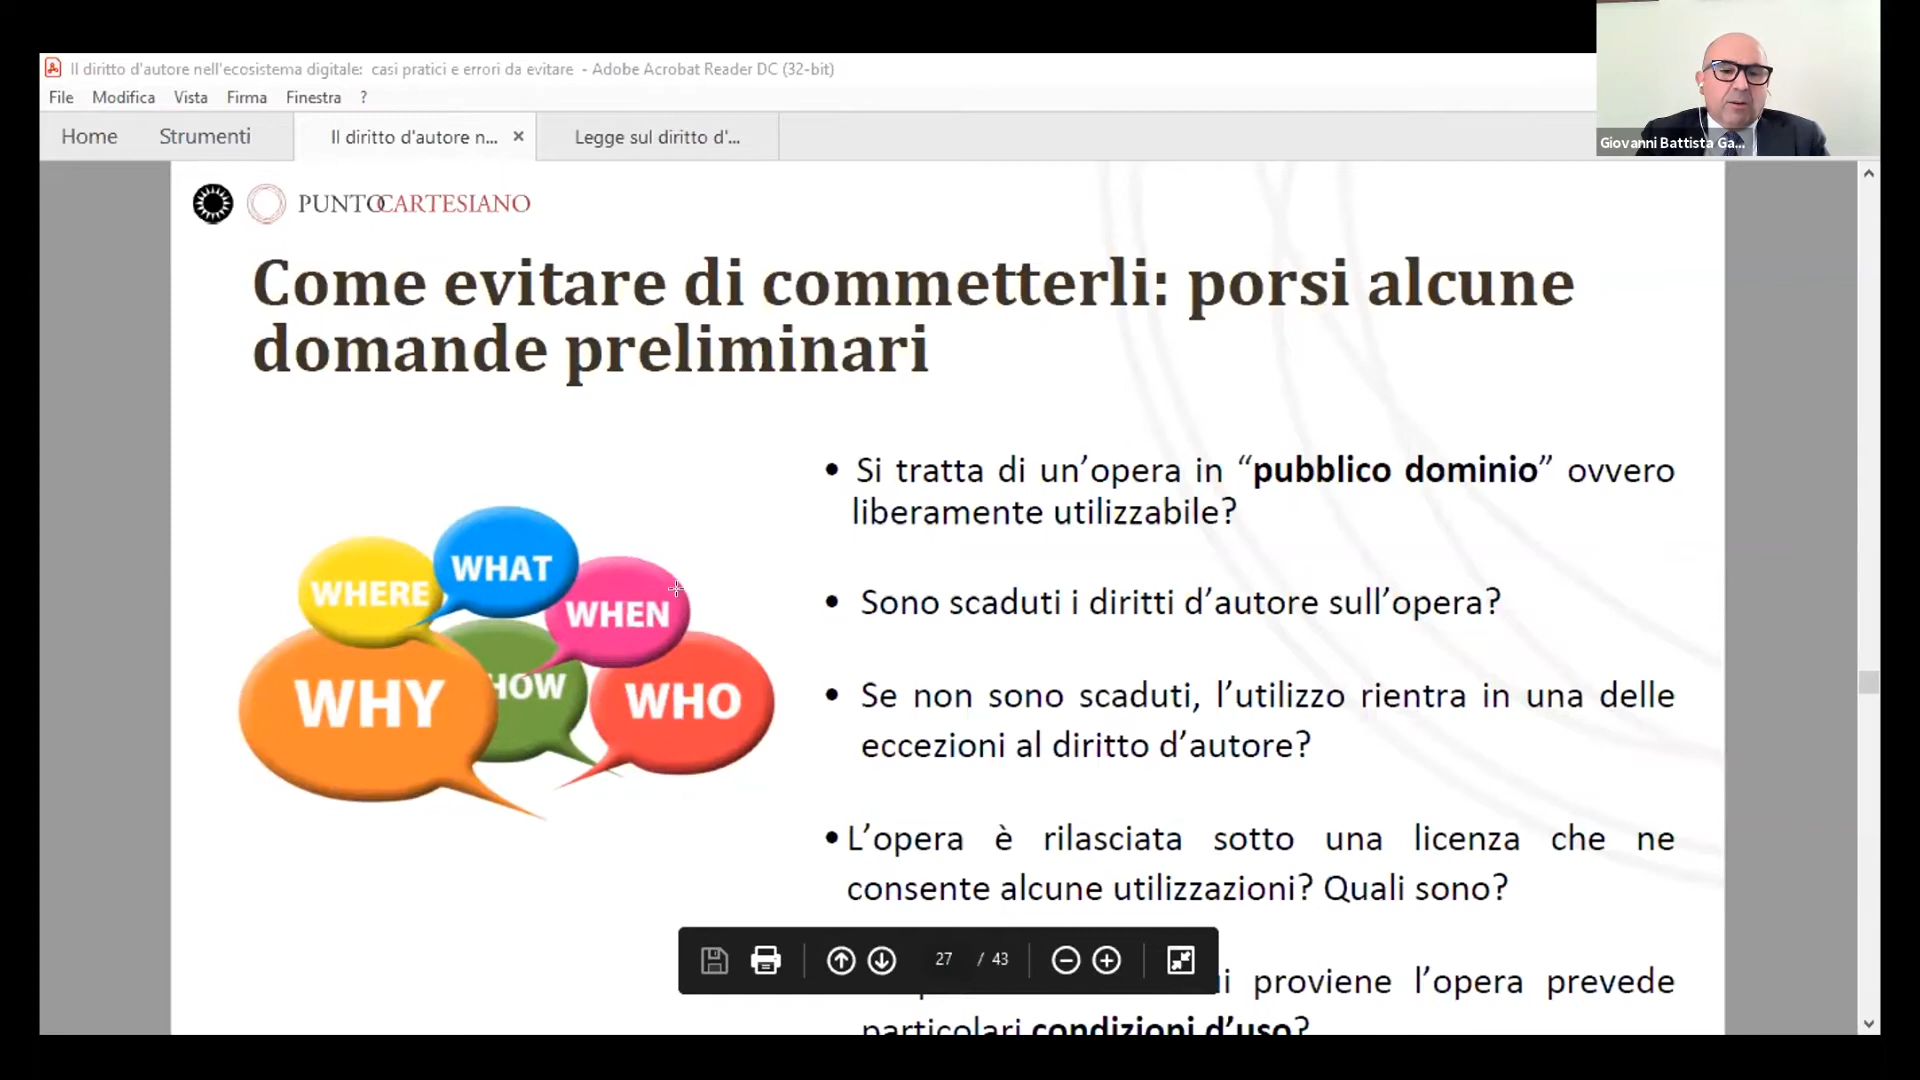 Il diritto d'autore nell'ecosistema digitale: casi pratici e errori da evitare - Adobe Acrobat Reader DC (32-bit)
File Modifica Vista Firma Finestra ?
Home Strumenti Il diritto d'autore n... × Legge sul diritto d'...
Giovanni Battista Ga...
PUNTOCARTESIANO
Come evitare di commetterli: porsi alcune
domande preliminari
WHERE
WHAT
WHEN
WHY
HOW
WHO
• Si tratta di un’opera in “pubblico dominio” ovvero
liberamente utilizzabile?
• Sono scaduti i diritti d’autore sull’opera?
• Se non sono scaduti, l’utilizzo rientra in una delle
eccezioni al diritto d’autore?
• L’opera è rilasciata sotto una licenza che ne
consente alcune utilizzazioni? Quali sono?
proviene l’opera prevede
particolari condizioni d’uso?
27 / 43